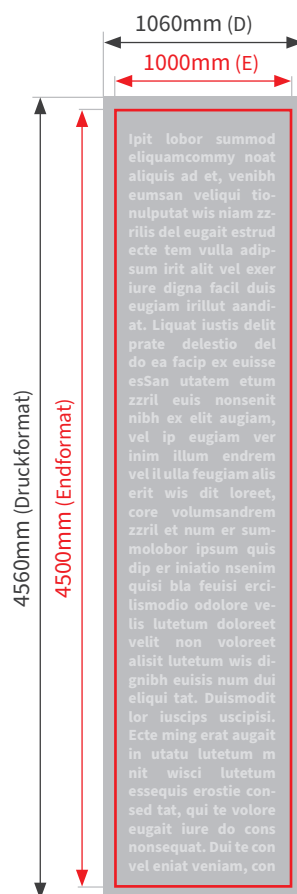 1060mm (D)
1000mm (E)
4560mm (Druckformat)
4500mm (Endformat)
Ipit lobor summod
eliquamcommy noat
aliquis ad et, venibh
eumsan veliqui tio-
nulputat wis niam zz-
rilis del eugait estrud
ecte tem vulla adip-
sum irit alit vel exer
iure digna facil duis
eugiam irillut aandi-
at. Liquat iustis delit
prate delestio del
do ea facip ex euisse
esSan utatem etum
zzril euis nonsenit
nibh ex elit augiam,
vel ip eugiam ver
inim illum endrem
vel il ulla feugiam alis
erit wis dit loreet,
core volumsandrem
zzril et num er sum-
molobor ipsum quis
dip er iniatio nsenim
quisi bla feuisi erci-
lismodio odolore ve-
lis lutetum doloreet
velit non voloreet
alisit lutetum wis di-
gnibh euisis num dui
eliqui tat. Duismodit
lor iuscips uscipisi.
Ecte ming erat augait
in utatu lutetum m
nit wisci lutetum
essequis erostie con-
sed tat, qui te volore
eugait iure do cons
nonsequat. Dui te con
vel eniat veniam, con